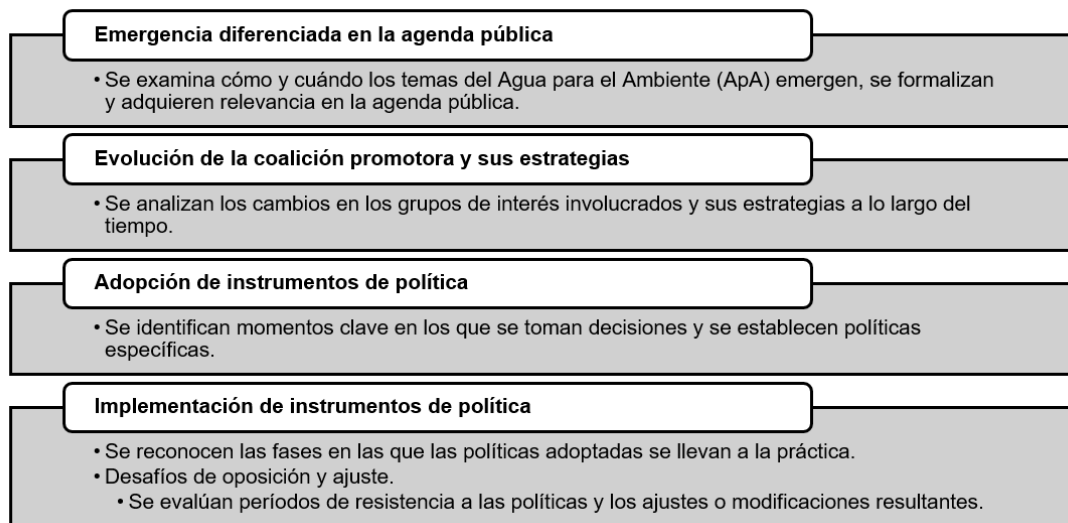 Emergencia diferenciada en la agenda pública
• Se examina cómo y cuándo los temas del Agua para el Ambiente (ApA) emergen, se formalizan
y adquieren relevancia en la agenda pública.
Evolución de la coalición promotora y sus estrategias
• Se analizan los cambios en los grupos de interés involucrados y sus estrategias a lo largo del
tiempo.
Adopción de instrumentos de política
• Se identifican momentos clave en los que se toman decisiones y se establecen políticas
específicas.
Implementación de instrumentos de política
• Se reconocen las fases en las que las políticas adoptadas se llevan a la práctica.
• Desafíos de oposición y ajuste.
• Se evalúan períodos de resistencia a las políticas y los ajustes o modificaciones resultantes.